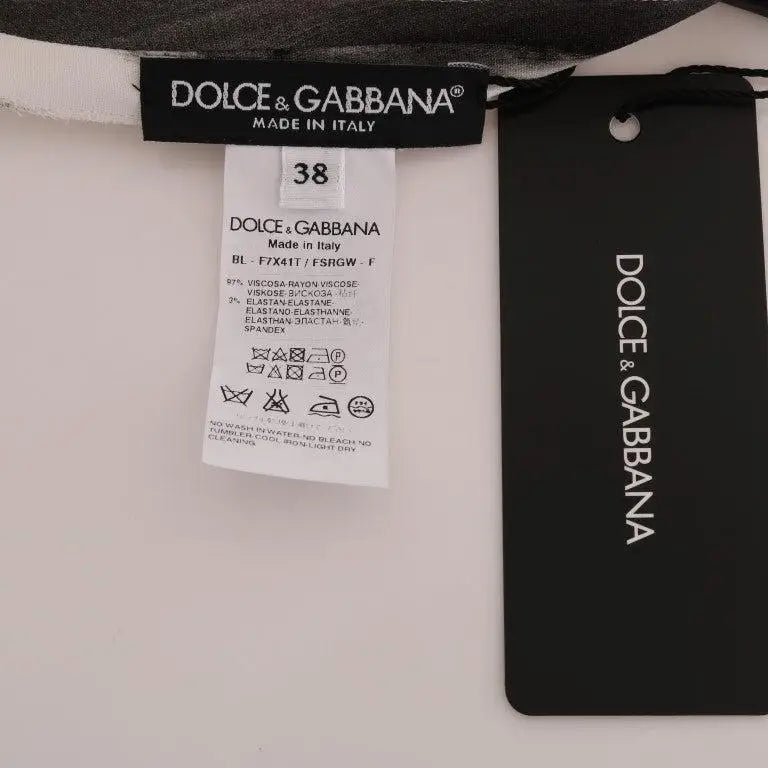 DOLCE & GABBANA®
MADE IN ITALY
38
DOLCE & GABBANA
Made in Italy
BL - F7X41T / FSRGW - F
97% VISCOSA-RAYON-VISCOSE-
VISKOSE-ВИСКОЗА
3% ELASTAN-ELASTANE-
ELASTANO-ELASTHANNE-
ELASTHAN-ЭЛАСТАН-
SPANDEX
P
P
NO WASH IN WATER-NO BLEACH NO
TUMBLER-COOL IRON-LIGHT DRY
CLEANING
DOLCE & GABBANA